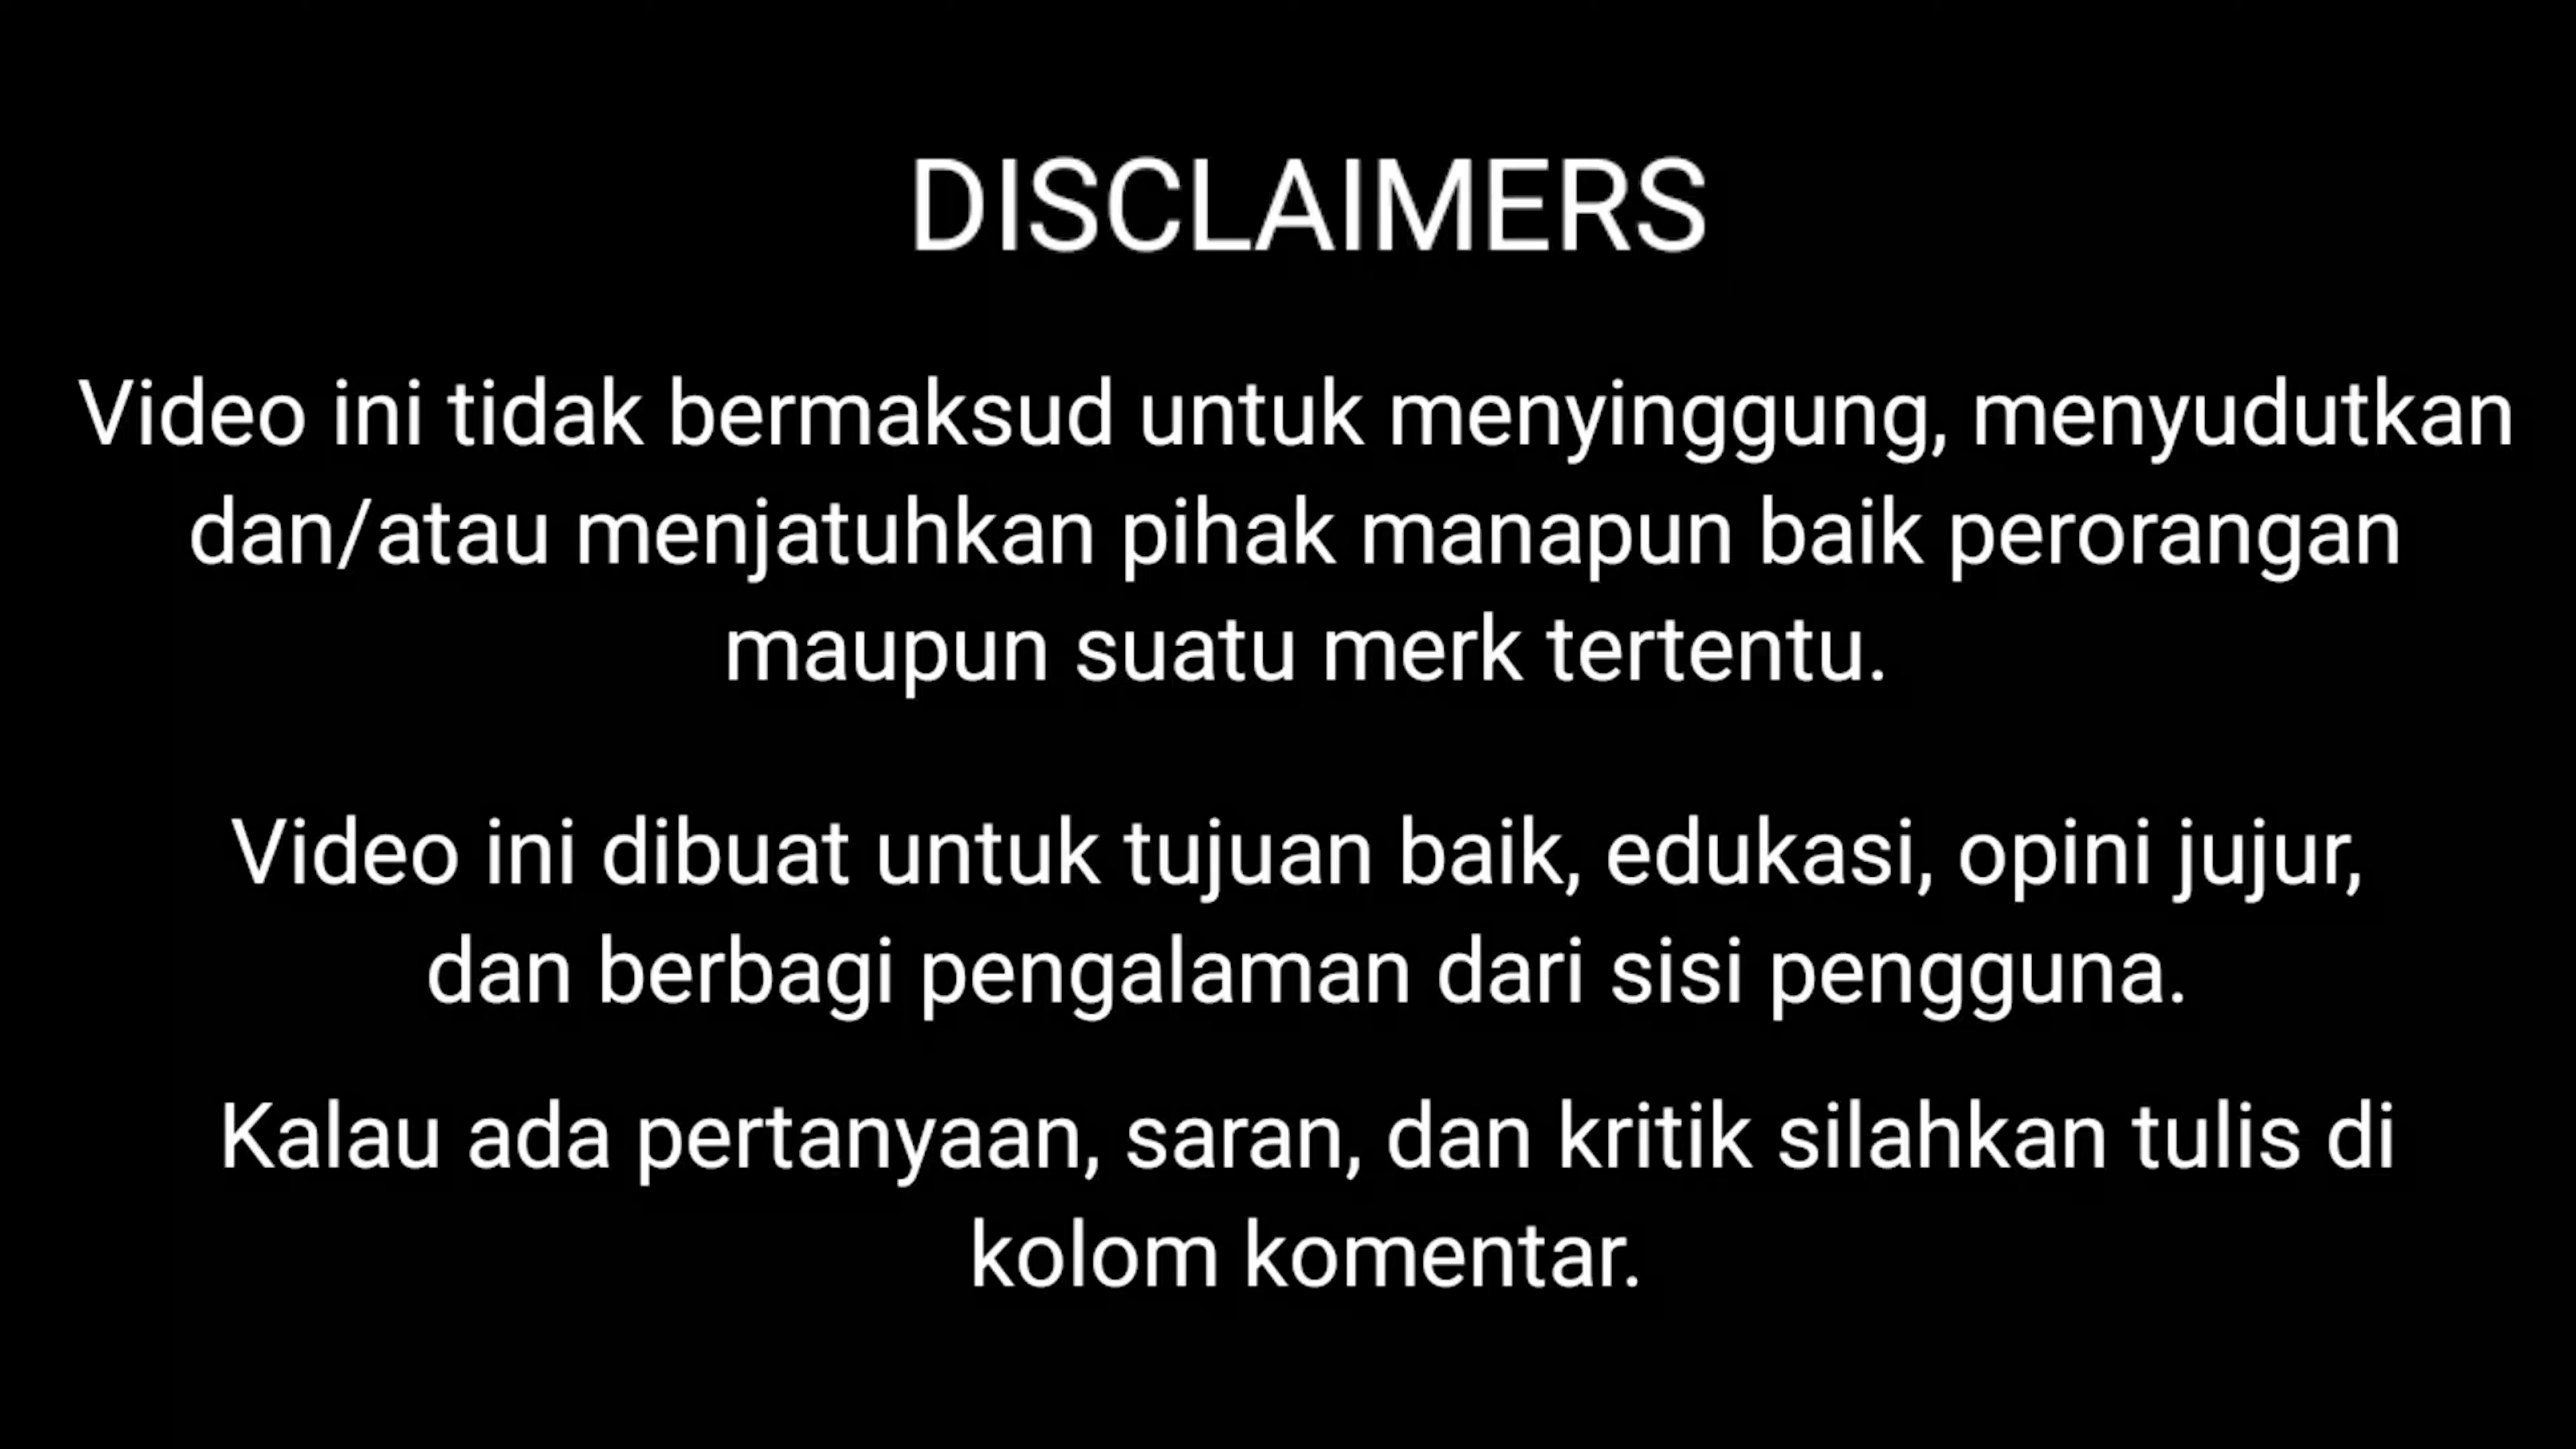 DISCLAIMERS
Video ini tidak bermaksud untuk menyinggung, menyudutkan
dan/atau menjatuhkan pihak manapun baik perorangan
maupun suatu merk tertentu.
Video ini dibuat untuk tujuan baik, edukasi, opini jujur,
dan berbagi pengalaman dari sisi pengguna.
Kalau ada pertanyaan, saran, dan kritik silahkan tulis di
kolom komentar.